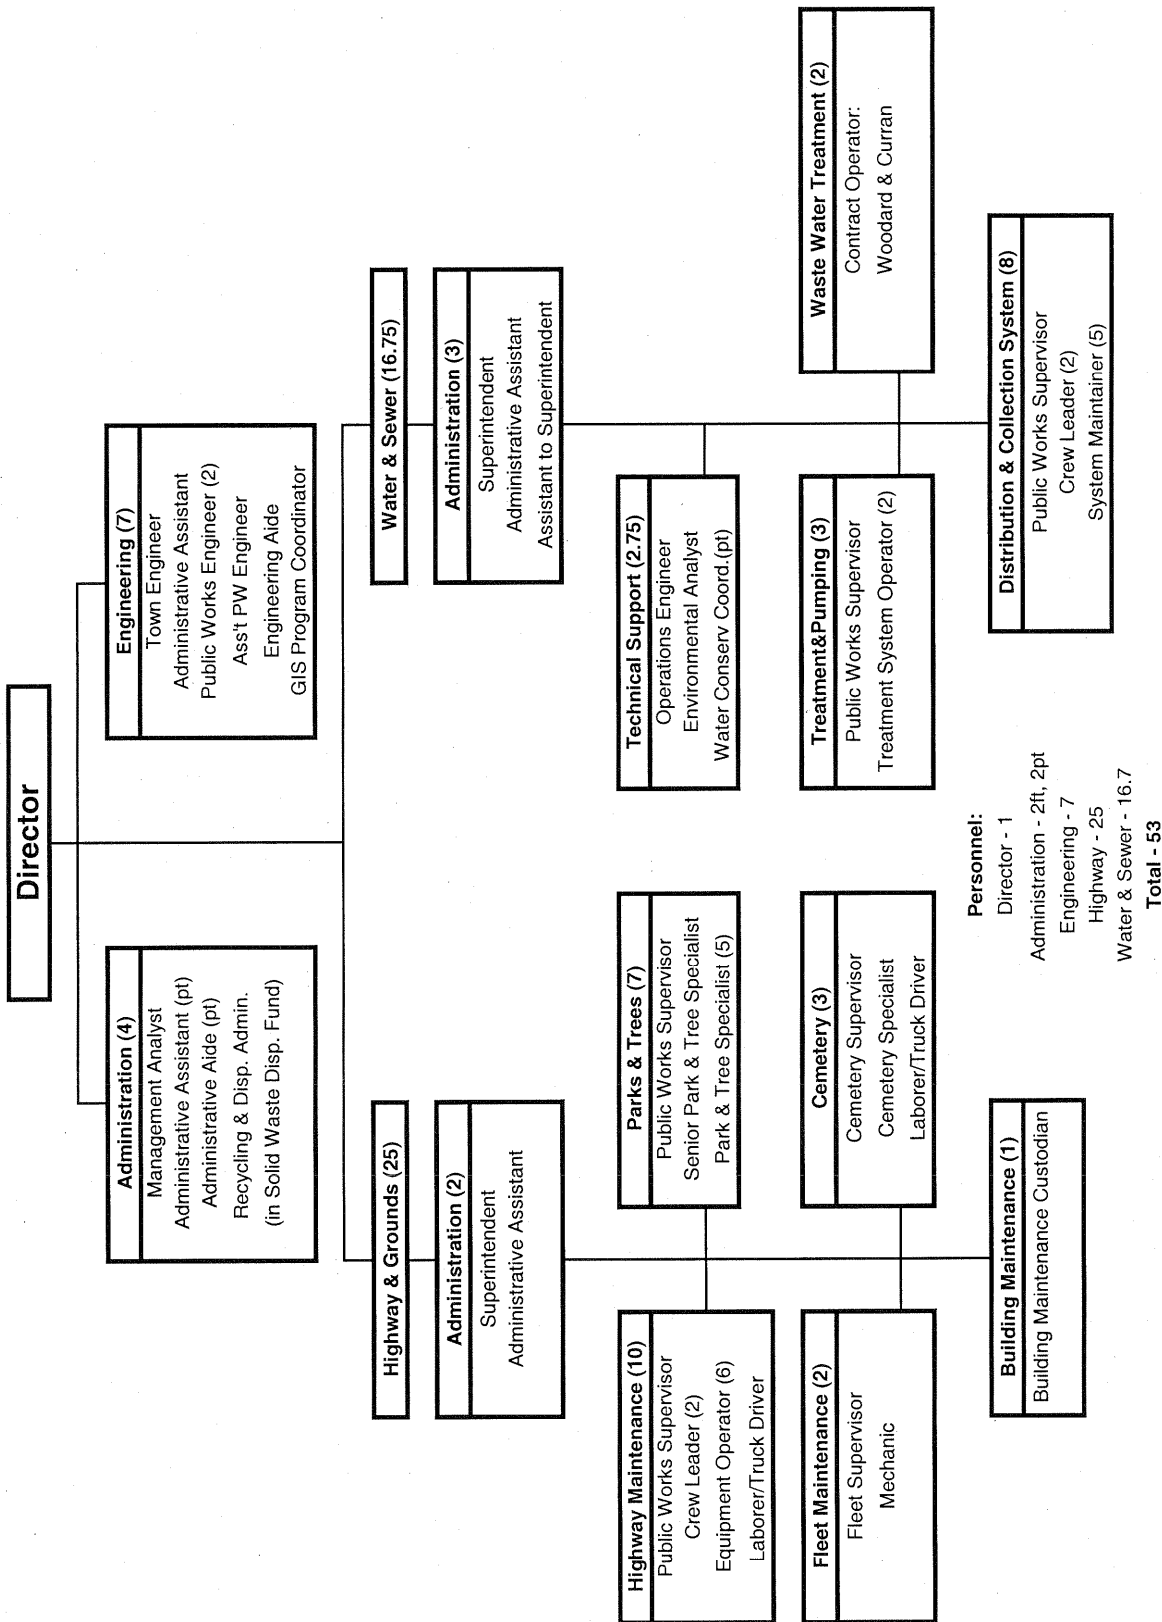 Director
Administration (4)
Management Analyst
Administrative Assistant (pt)
Administrative Aide (pt)
Recycling & Disp. Admin.
(in Solid Waste Disp. Fund)
Engineering (7)
Town Engineer
Administrative Assistant
Public Works Engineer (2)
Ass't PW Engineer
Engineering Aide
GIS Program Coordinator
Highway & Grounds (25)
Administration (2)
Superintendent
Administrative Assistant
Water & Sewer (16.75)
Administration (3)
Superintendent
Administrative Assistant
Assistant to Superintendent
Highway Maintenance (10)
Public Works Supervisor
Crew Leader (2)
Equipment Operator (6)
Laborer/Truck Driver
Parks & Trees (7)
Public Works Supervisor
Senior Park & Tree Specialist
Park & Tree Specialist (5)
Technical Support (2.75)
Operations Engineer
Environmental Analyst
Water Conserv Coord.(pt)
Fleet Maintenance (2)
Fleet Supervisor
Mechanic
Cemetery (3)
Cemetery Supervisor
Cemetery Specialist
Laborer/Truck Driver
Treatment&Pumping (3)
Public Works Supervisor
Treatment System Operator (2)
Waste Water Treatment (2)
Contract Operator:
Woodard & Curran
Building Maintenance (1)
Building Maintenance Custodian
Distribution & Collection System (8)
Public Works Supervisor
Crew Leader (2)
System Maintainer (5)
Personnel:
Director - 1
Administration - 2ft, 2pt
Engineering - 7
Highway - 25
Water & Sewer - 16.7
Total - 53